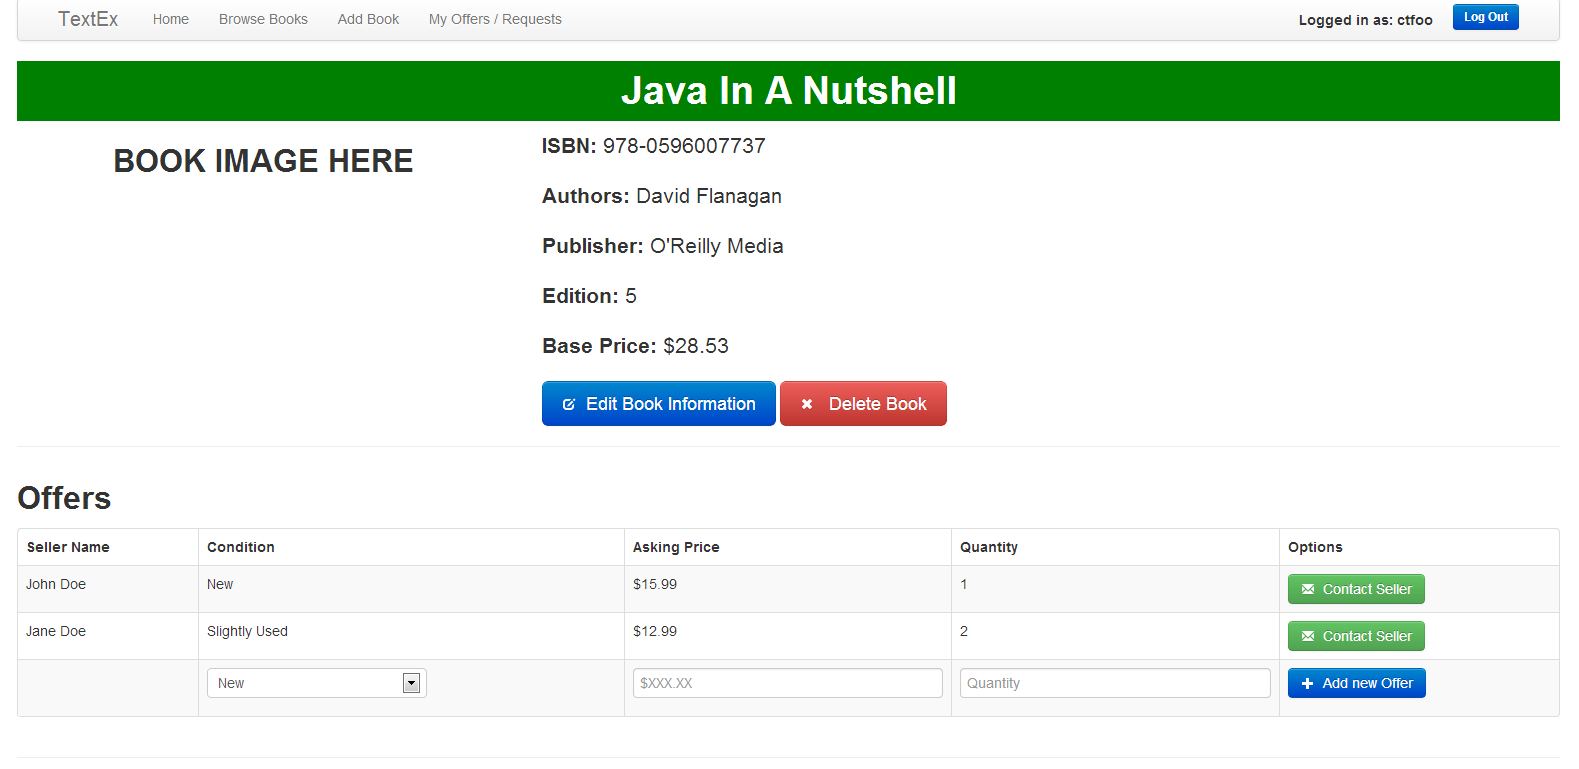 TextEx Home Browse Books Add Book My Offers / Requests Logged in as: ctfoo Log Out
Java In A Nutshell
BOOK IMAGE HERE
ISBN: 978-0596007737
Authors: David Flanagan
Publisher: O'Reilly Media
Edition: 5
Base Price: $28.53
Edit Book Information Delete Book
Offers
Seller Name Condition Asking Price Quantity Options
John Doe New $15.99 1 Contact Seller
Jane Doe Slightly Used $12.99 2 Contact Seller
New $XXX.XX Quantity Add new Offer